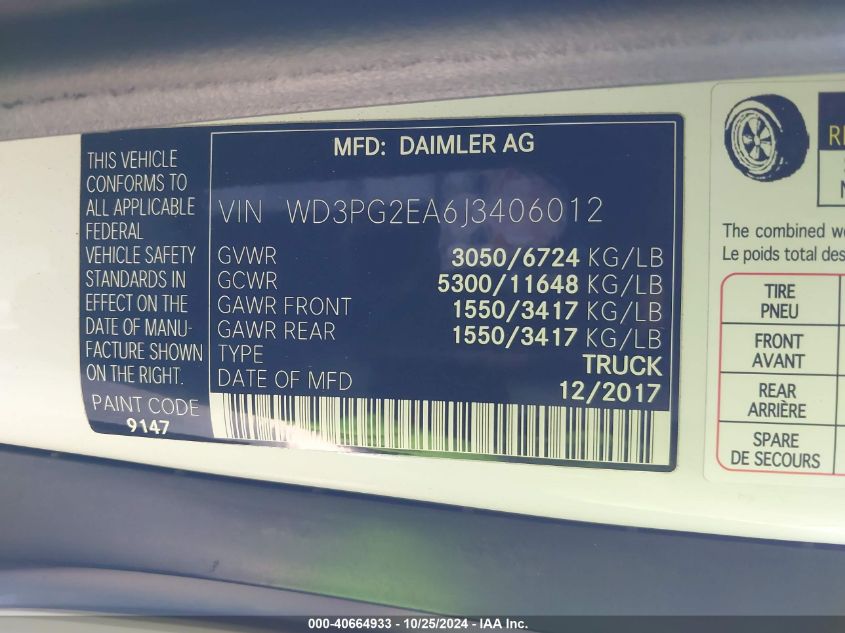 MFD: DAIMLER AG
THIS VEHICLE
CONFORMS TO
ALL APPLICABLE
FEDERAL
VEHICLE SAFETY
STANDARDS IN
EFFECT ON THE
DATE OF MANU-
FACTURE SHOWN
ON THE RIGHT.
PAINT CODE
9147
VIN WD3PG2EA6J3406012
GVWR 3050/6724 KG/LB
GCWR 5300/11648 KG/LB
GAWR FRONT 1550/3417 KG/LB
GAWR REAR 1550/3417 KG/LB
TYPE TRUCK
DATE OF MFD 12/2017
The combined
Le poids total
TIRE
PNEU
FRONT
AVANT
REAR
ARRIÈRE
SPARE
DE SECOURS
000-40664933 - 10/25/2024 - IAA Inc.